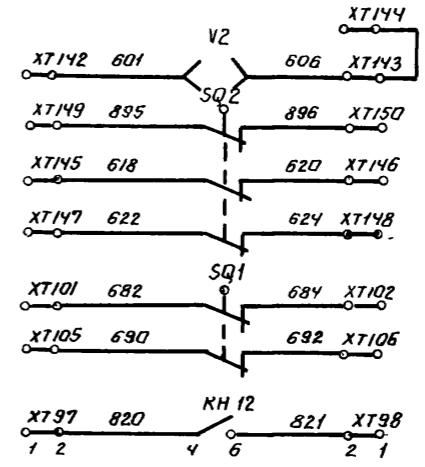 XT144
V2
XT142 601 606 XT143
SQ2
XT149 895 896 XT150
XT145 618 620 XT146
XT147 622 624 XT148
SQ1
XT101 682 684 XT102
XT105 690 692 XT106
KH 12
XT97 820 821 XT98
1 2 4 6 2 1